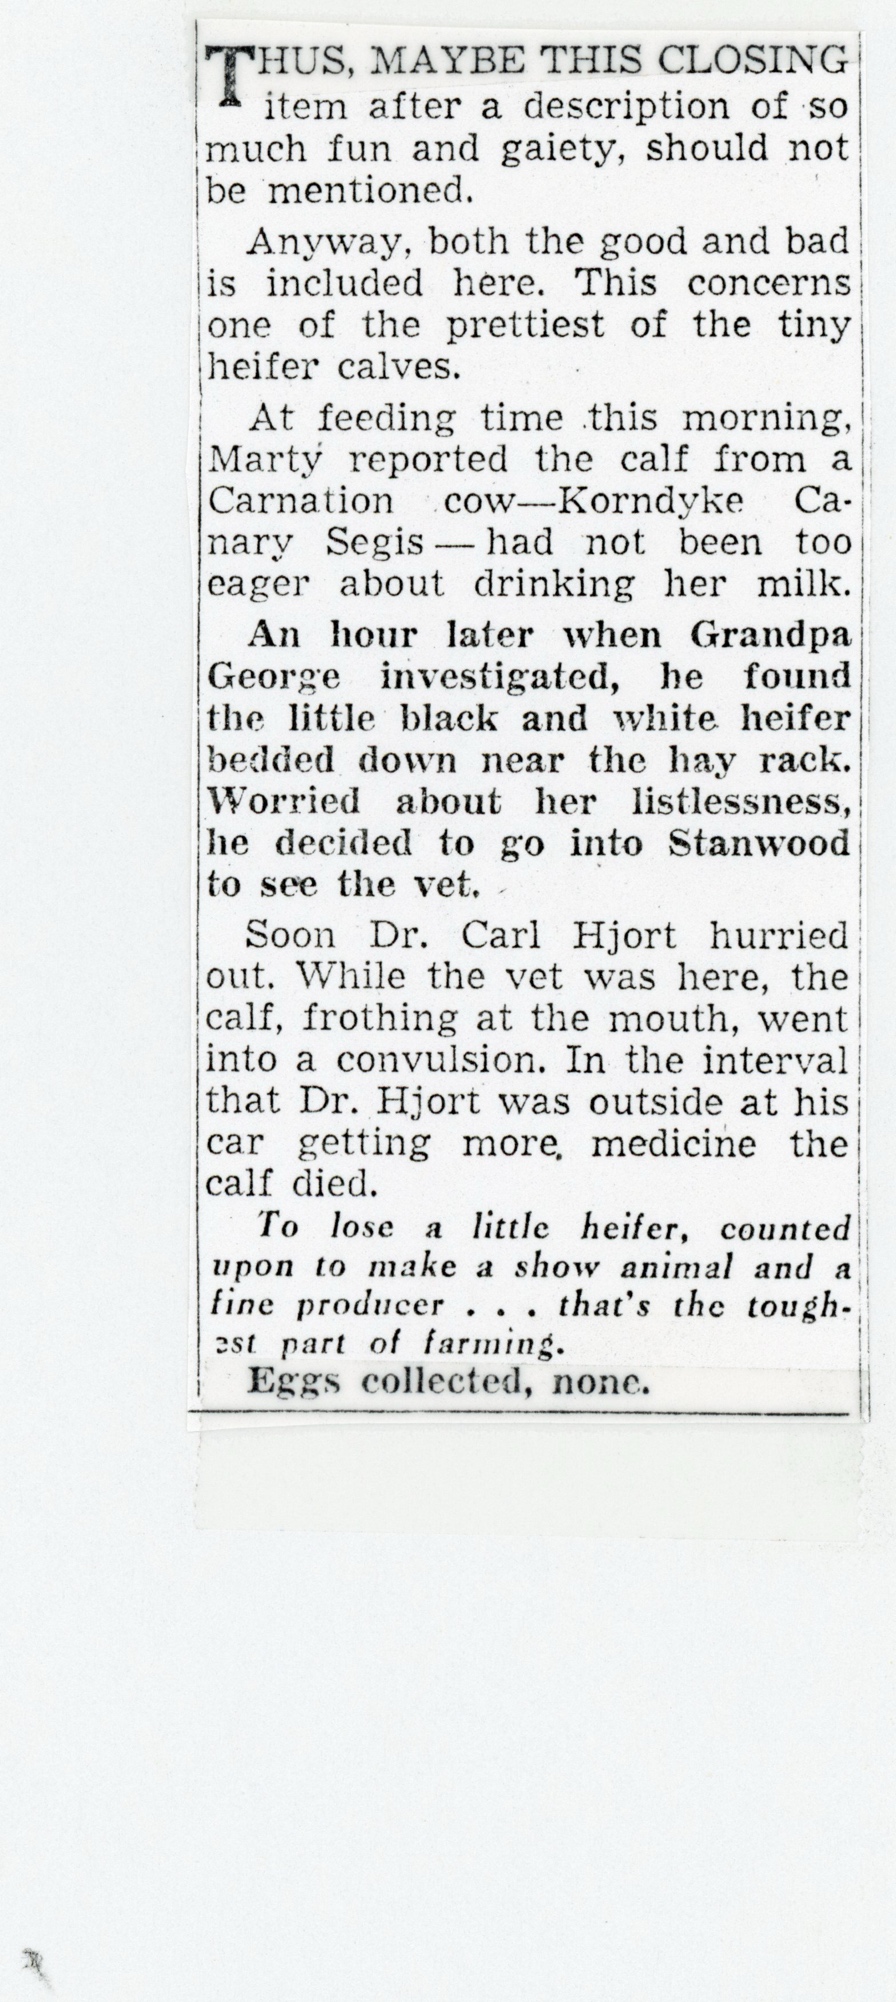 THUS, MAYBE THIS CLOSING
item after a description of so
much fun and gaiety, should not
be mentioned.
Anyway, both the good and bad
is included here. This concerns
one of the prettiest of the tiny
heifer calves.
At feeding time this morning,
Marty reported the calf from a
Carnation cow—Korndyke Ca-
nary Segis — had not been too
eager about drinking her milk.
An hour later when Grandpa
George investigated, he found
the little black and white heifer
bedded down near the hay rack.
Worried about her listlessness,
he decided to go into Stanwood
to see the vet.
Soon Dr. Carl Hjort hurried
out. While the vet was here, the
calf, frothing at the mouth, went
into a convulsion. In the interval
that Dr. Hjort was outside at his
car getting more medicine the
calf died.
To lose a little heifer, counted
upon to make a show animal and a
fine producer . . . that's the tough-
est part of farming.
Eggs collected, none.